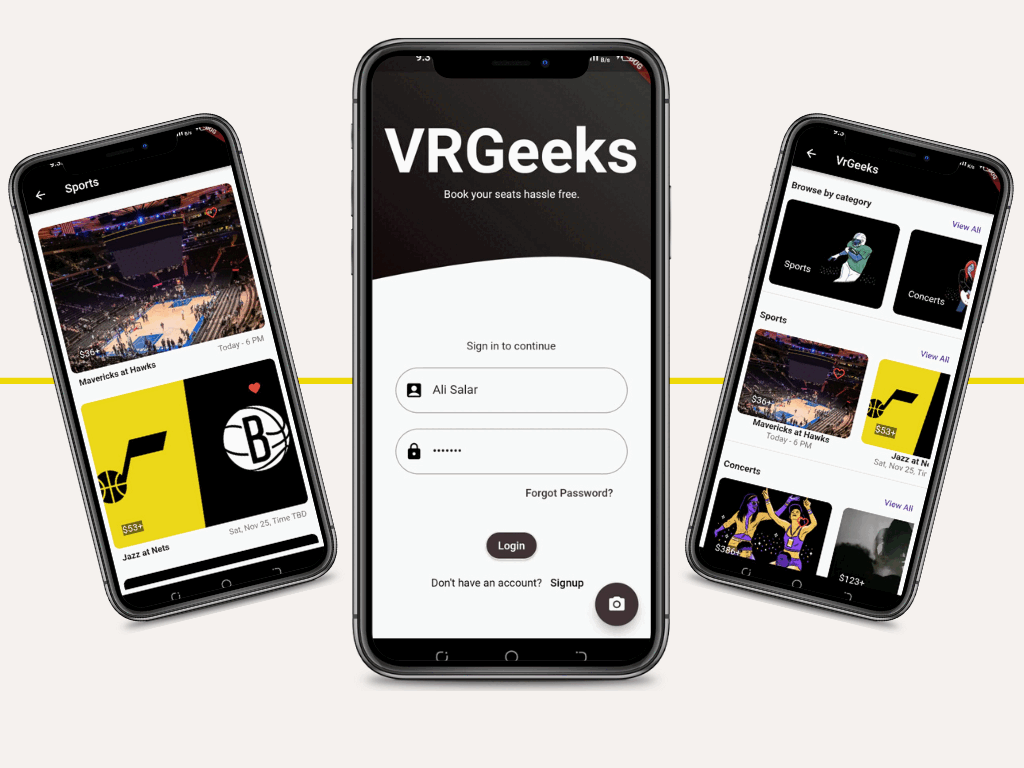 Sports
$36+
Today - 6 PM
Mavericks at Hawks
B
$53+
Sat, Nov 25, Time TBD
Jazz at Nets
9:3
B/s
VRGeeks
Book your seats hassle free.
Sign in to continue
Ali Salar
•••••••
Forgot Password?
Login
Don't have an account? Signup
VrGeeks
Browse by category
View All
Sports
Concerts
Sports
View All
$36+
$53+
Mavericks at Hawks
Today - 6 PM
Jazz at N
Sat, Nov 25, Ti
Concerts
View All
$386+
$123+